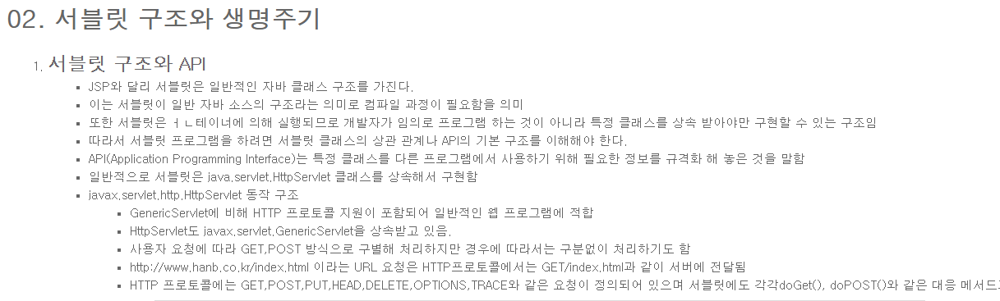 02. 서블릿 구조와 생명주기
1. 서블릿 구조와 API
▪ JSP와 달리 서블릿은 일반적인 자바 클래스 구조를 가진다.
▪ 이는 서블릿이 일반 자바 소스의 구조라는 의미로 컴파일 과정이 필요함을 의미
▪ 또한 서블릿은 ㅓㄴ테이너에 의해 실행되므로 개발자가 임의로 프로그램 하는 것이 아니라 특정 클래스를 상속 받아야만 구현할 수 있는 구조임
▪ 따라서 서블릿 프로그램을 하려면 서블릿 클래스의 상관 관계나 API의 기본 구조를 이해해야 한다.
▪ API(Application Programming Interface)는 특정 클래스를 다른 프로그램에서 사용하기 위해 필요한 정보를 규격화 해 놓은 것을 말함
▪ 일반적으로 서블릿은 java.servlet.HttpServlet 클래스를 상속해서 구현함
▪ javax.servlet.http.HttpServlet 동작 구조
▪ GenericServlet에 비해 HTTP 프로토콜 지원이 포함되어 일반적인 웹 프로그램에 적합
▪ HttpServlet도 javax.servlet.GenericServlet을 상속받고 있음.
▪ 사용자 요청에 따라 GET,POST 방식으로 구별해 처리하지만 경우에 따라서는 구분없이 처리하기도 함
▪ http://www.hanb.co.kr/index.html 이라는 URL 요청은 HTTP프로토콜에서는 GET/index.html과 같이 서버에 전달됨
▪ HTTP 프로토콜에는 GET,POST,PUT,HEAD,DELETE,OPTIONS,TRACE와 같은 요청이 정의되어 있으며 서블릿에도 각각doGet(), doPOST()와 같은 대응 메서드